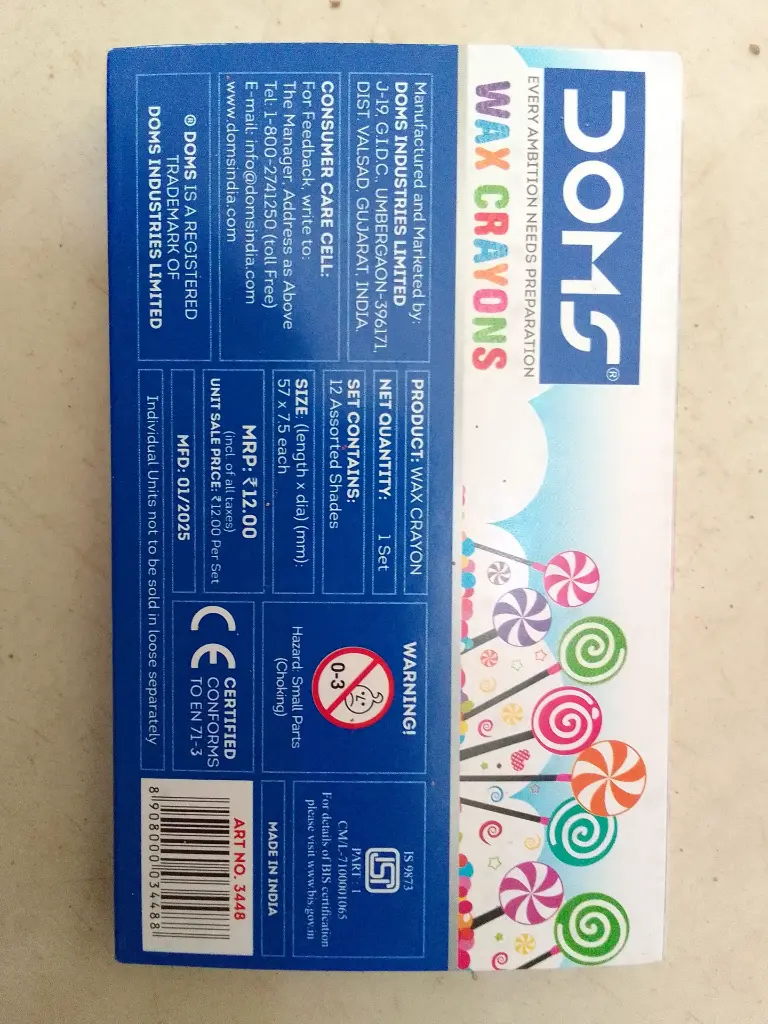 DOMS®
EVERY AMBITION NEEDS PREPARATION
WAX CRAYONS
Manufactured and Marketed by:
DOMS INDUSTRIES LIMITED
J-19, G.I.D.C., UMBERGAON-396171,
DIST. VALSAD, GUJARAT, INDIA.
CONSUMER CARE CELL:
For Feedback, write to:
The Manager, Address as Above
Tel: 1-800-2741250 (toll Free)
E-mail: info@domsindia.com
www.domsindia.com
® DOMS IS A REGISTERED
TRADEMARK OF
DOMS INDUSTRIES LIMITED
PRODUCT: WAX CRAYON
NET QUANTITY: 1 Set
SET CONTAINS:
12 Assorted Shades
SIZE: (length x dia) (mm):
57 x 7.5 each
MRP: ₹12.00
(incl. of all taxes)
UNIT SALE PRICE: ₹12.00 Per Set
MFD: 01/2025
Individual Units not to be sold in loose separately
WARNING!
0-3
Hazard: Small Parts
(Choking)
CE CERTIFIED
CONFORMS
TO EN 71-3
IS 9873
ISI
PART : 1
CM/L-7100001065
For details of BIS certification
please visit www.bis.gov.in
MADE IN INDIA
ART NO. 3448
8 908000 034488